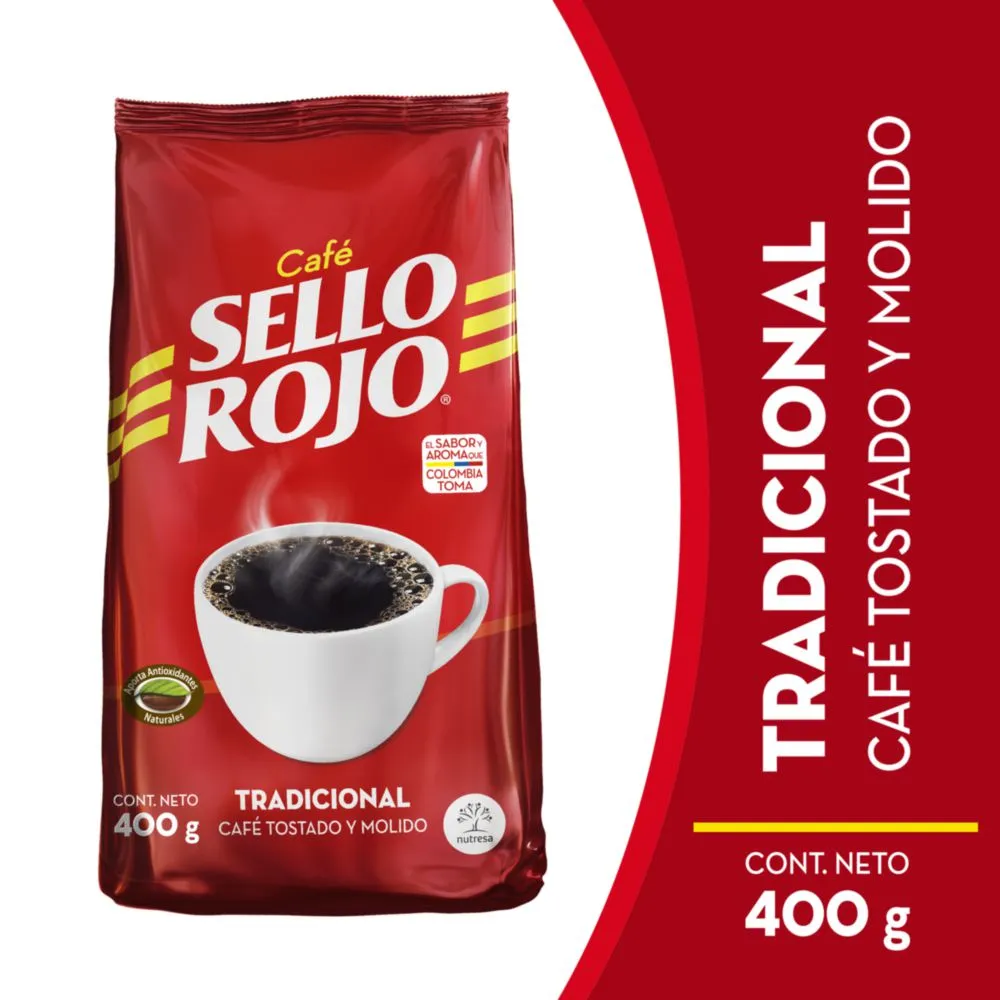 Café
SELLO
ROJO®
EL SABOR Y
AROMA QUE
COLOMBIA
TOMA
Aporta Antioxidantes
Naturales
CONT. NETO
400 g
TRADICIONAL
CAFÉ TOSTADO Y MOLIDO
nutresa
TRADICIONAL
CAFÉ TOSTADO Y MOLIDO
CONT. NETO
400 g